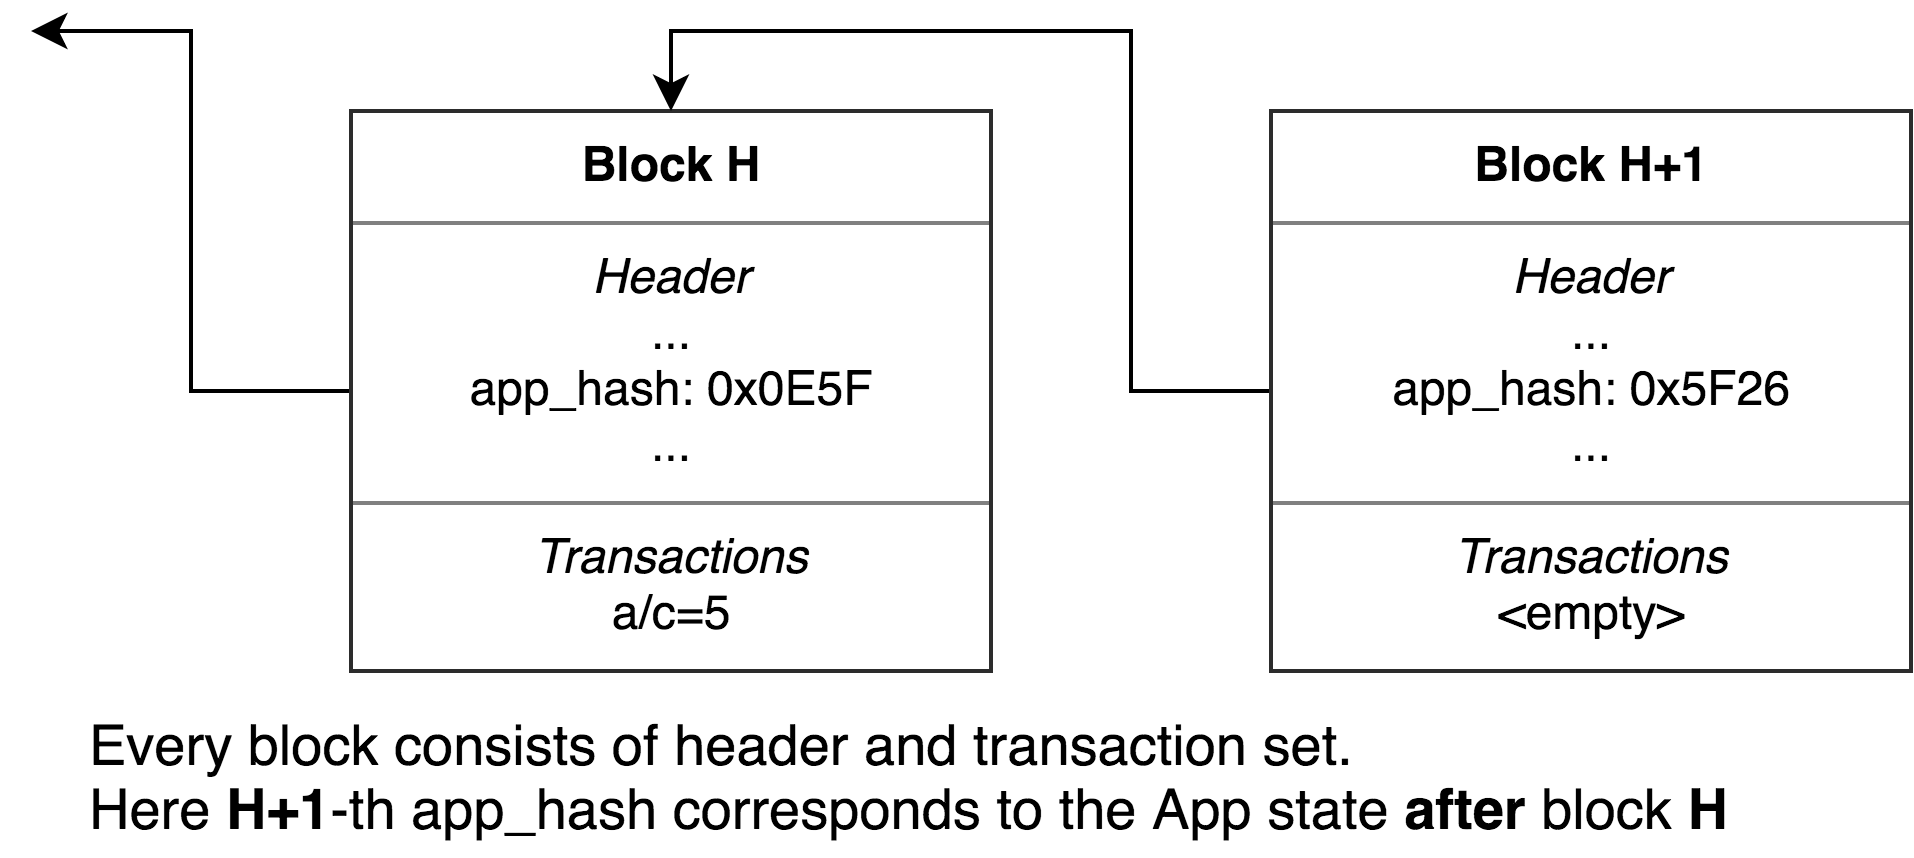 Block H
Header
...
app_hash: 0x0E5F
...
Transactions
a/c=5
Block H+1
Header
...
app_hash: 0x5F26
...
Transactions
<empty>
Every block consists of header and transaction set.
Here H+1-th app_hash corresponds to the App state after block H